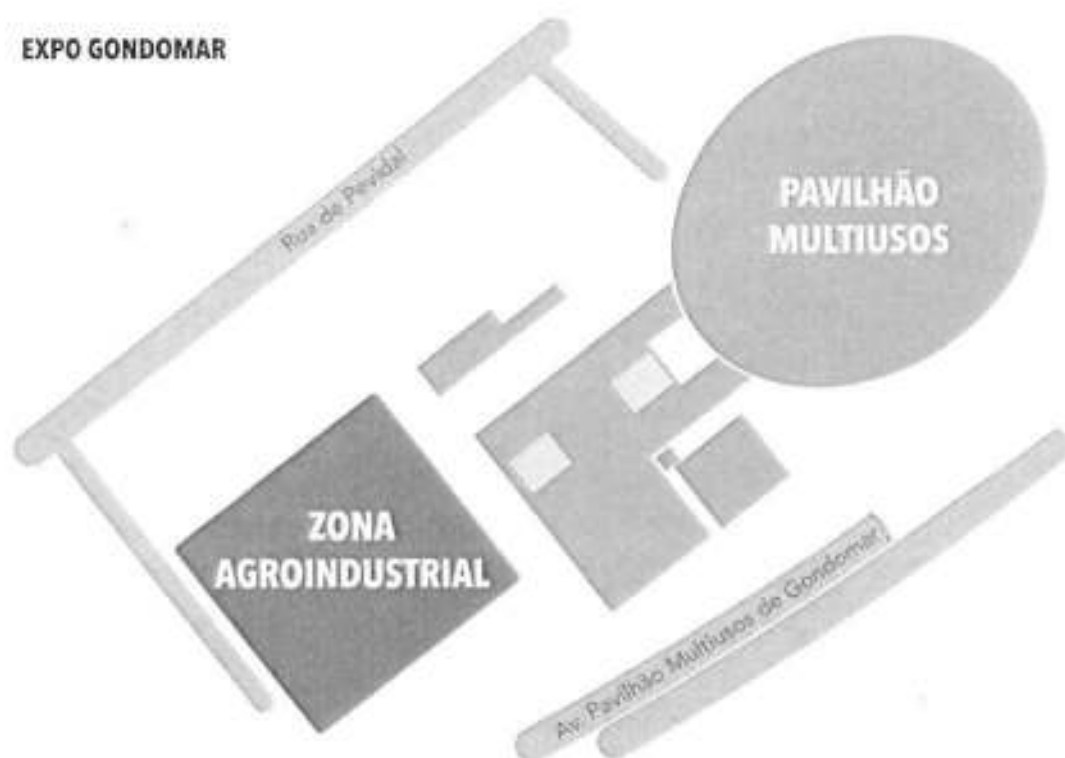 EXPO GONDOMAR
Rua de Pevidal
PAVILHÃO
MULTIUSOS
ZONA
AGROINDUSTRIAL
Av. Pavilhão Multiusos de Gondomar